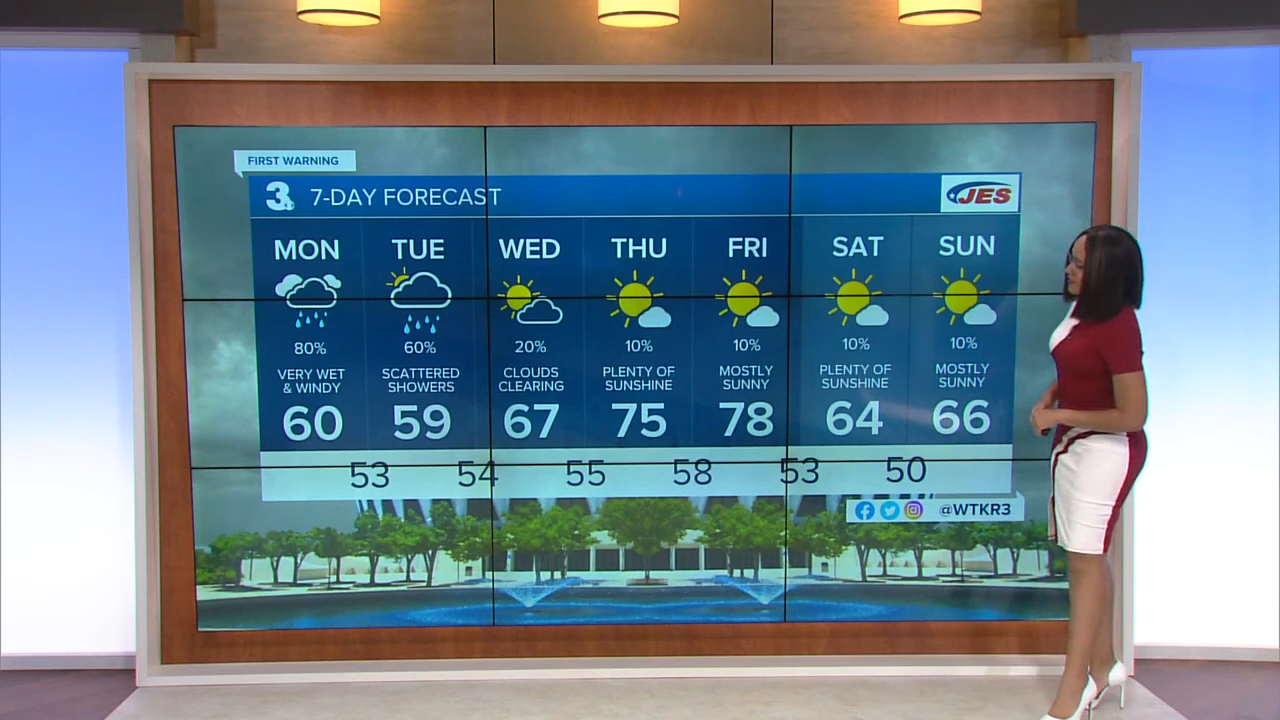 FIRST WARNING
3 7-DAY FORECAST JES
MON TUE WED THU FRI SAT SUN
80% 60% 20% 10% 10% 10% 10%
VERY WET SCATTERED CLOUDS PLENTY OF MOSTLY PLENTY OF MOSTLY
& WINDY SHOWERS CLEARING SUNSHINE SUNNY SUNSHINE SUNNY
60 59 67 75 78 64 66
53 54 55 58 53 50
@WTKR3